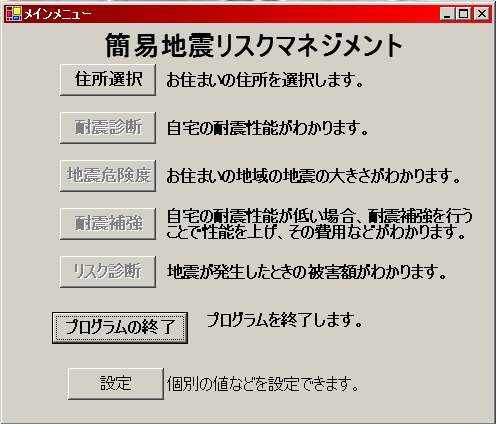 メインメニュー
簡易地震リスクマネジメント
住所選択 お住まいの住所を選択します。
耐震診断 自宅の耐震性能がわかります。
地震危険度 お住まいの地域の地震の大きさがわかります。
耐震補強 自宅の耐震性能が低い場合、耐震補強を行う
ことで性能を上げ、その費用などがわかります。
リスク診断 地震が発生したときの被害額がわかります。
プログラムの終了 プログラムを終了します。
設定 個別の値などを設定できます。